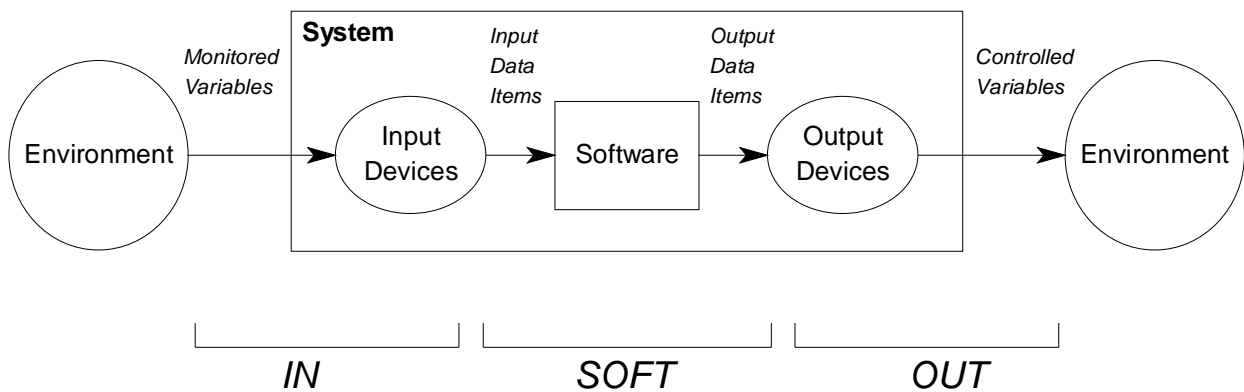 System
Monitored
Variables
Input
Data
Items
Output
Data
Items
Controlled
Variables
Environment
Input
Devices
Software
Output
Devices
Environment
IN
SOFT
OUT